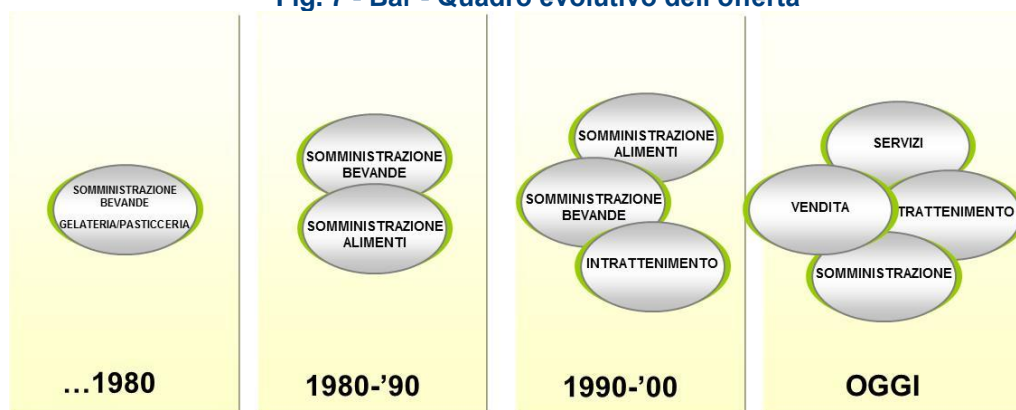 Fig. 7 - Bar - Quadro evolutivo dell'offerta
SOMMINISTRAZIONE
BEVANDE
GELATERIA/PASTICCERIA
…1980
SOMMINISTRAZIONE
BEVANDE
SOMMINISTRAZIONE
ALIMENTI
1980-'90
SOMMINISTRAZIONE
ALIMENTI
SOMMINISTRAZIONE
BEVANDE
INTRATTENIMENTO
1990-'00
SERVIZI
VENDITA
TRATTENIMENTO
SOMMINISTRAZIONE
OGGI